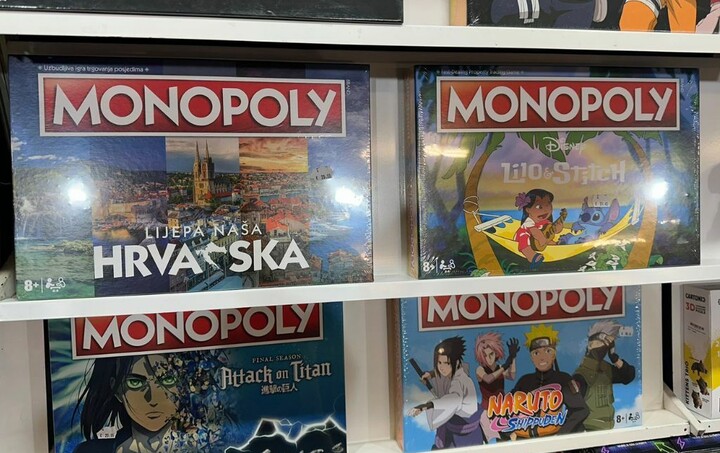 * Uzbudljiva igra trgovanja posjedima *
MONOPOLY
LIJEPA NAŠA
HRVATSKA
8+
MONOPOLY
Disney
Lilo & Stitch
8+
MONOPOLY
FINAL SEASON
Attack on Titan
進撃の巨人
MONOPOLY
NARUTO
SHIPPUDEN
8+
3D